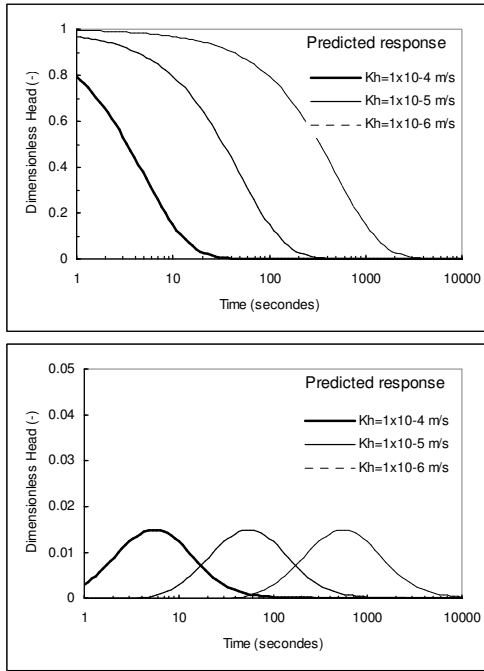 Predicted response
Kh=1x10-4 m/s
Kh=1x10-5 m/s
Kh=1x10-6 m/s
Dimensionless Head (-)
1
0.8
0.6
0.4
0.2
0
1 10 100 1000 10000
Time (secondes)
Predicted response
Kh=1x10-4 m/s
Kh=1x10-5 m/s
Kh=1x10-6 m/s
Dimensionless Head (-)
0.05
0.04
0.03
0.02
0.01
0
1 10 100 1000 10000
Time (secondes)